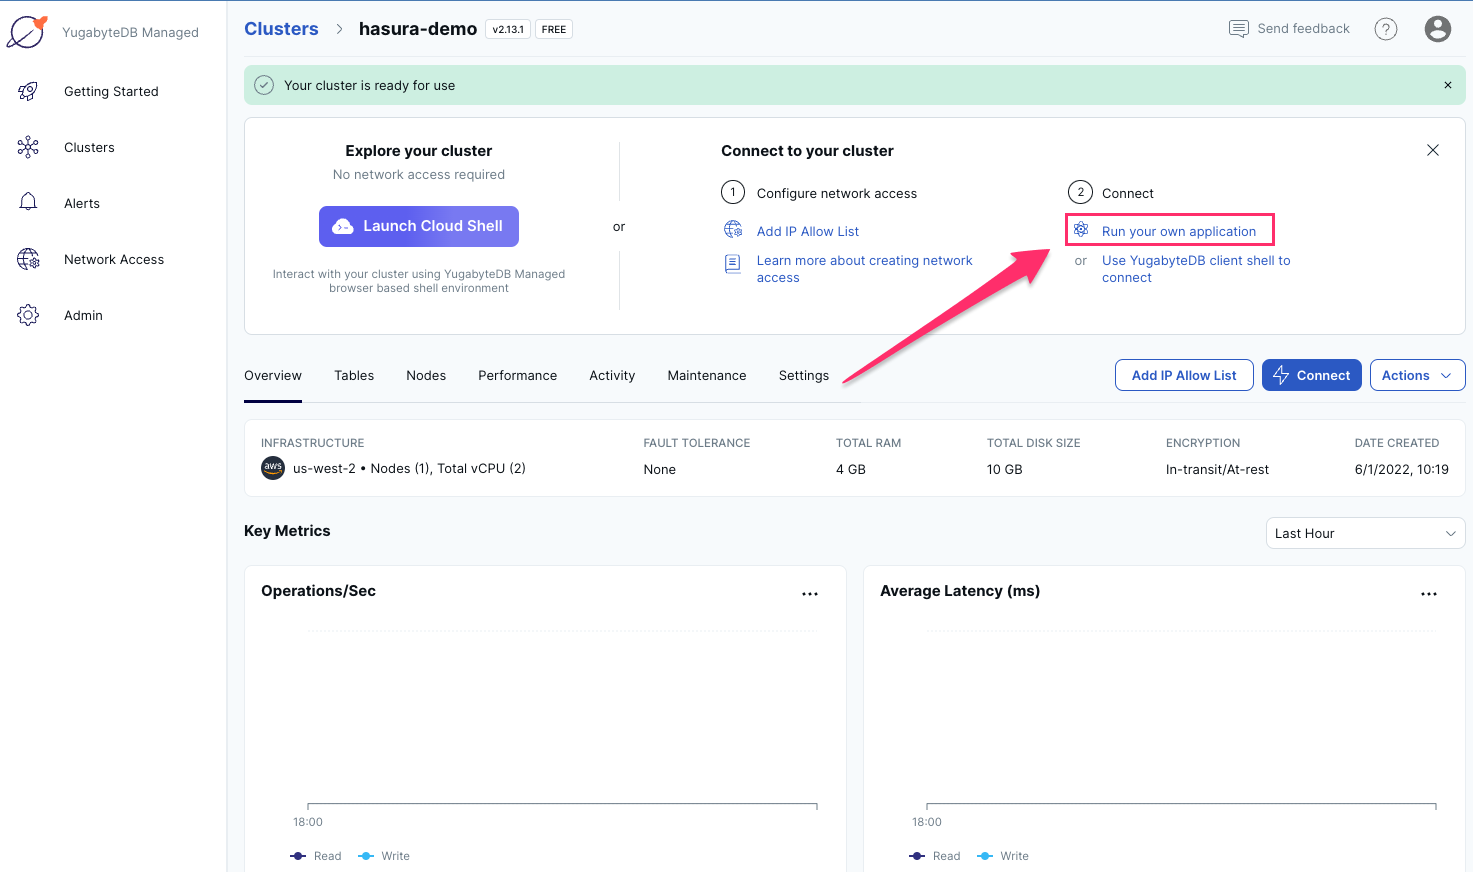 YugabyteDB Managed
Getting Started
Clusters
Alerts
Network Access
Admin
Clusters > hasura-demo v2.13.1 FREE
Send feedback ?
Your cluster is ready for use ×
Explore your cluster
No network access required
Launch Cloud Shell
Interact with your cluster using YugabyteDB Managed
browser based shell environment
or
Connect to your cluster
1 Configure network access
Add IP Allow List
Learn more about creating network
access
2 Connect
Run your own application
or Use YugabyteDB client shell to
connect
Overview Tables Nodes Performance Activity Maintenance Settings
Add IP Allow List Connect Actions
INFRASTRUCTURE FAULT TOLERANCE TOTAL RAM TOTAL DISK SIZE ENCRYPTION DATE CREATED
aws us-west-2 • Nodes (1), Total vCPU (2) None 4 GB 10 GB In-transit/At-rest 6/1/2022, 10:19
Key Metrics Last Hour
Operations/Sec ...
18:00
Read Write
Average Latency (ms) ...
18:00
Read Write